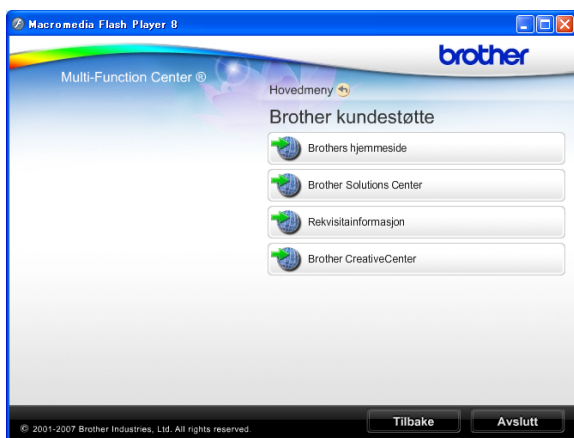 Macromedia Flash Player 8
brother
Multi-Function Center ®
Hovedmeny
Brother kundestøtte
Brothers hjemmeside
Brother Solutions Center
Rekvisitainformasjon
Brother CreativeCenter
Tilbake
Avslutt
© 2001-2007 Brother Industries, Ltd. All rights reserved.